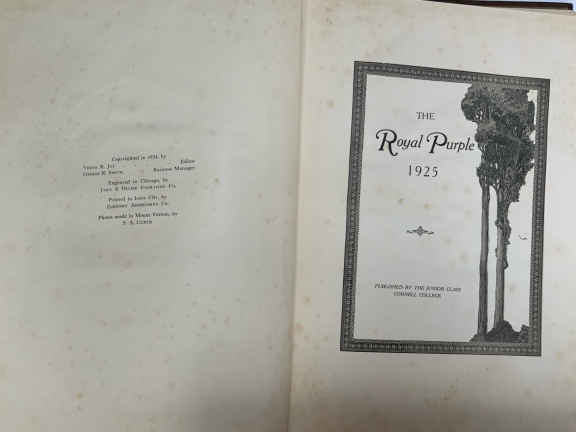 Copyrighted in 1924, by
Editor
Business Manager
Engraved in Chicago, by
Jahn & Ollier Engraving Co.
Printed in Iowa City, by
Economy Advertising Co.
Photos made in Mount Vernon, by
THE
Royal Purple
1925
PUBLISHED BY THE JUNIOR CLASS
CORNELL COLLEGE